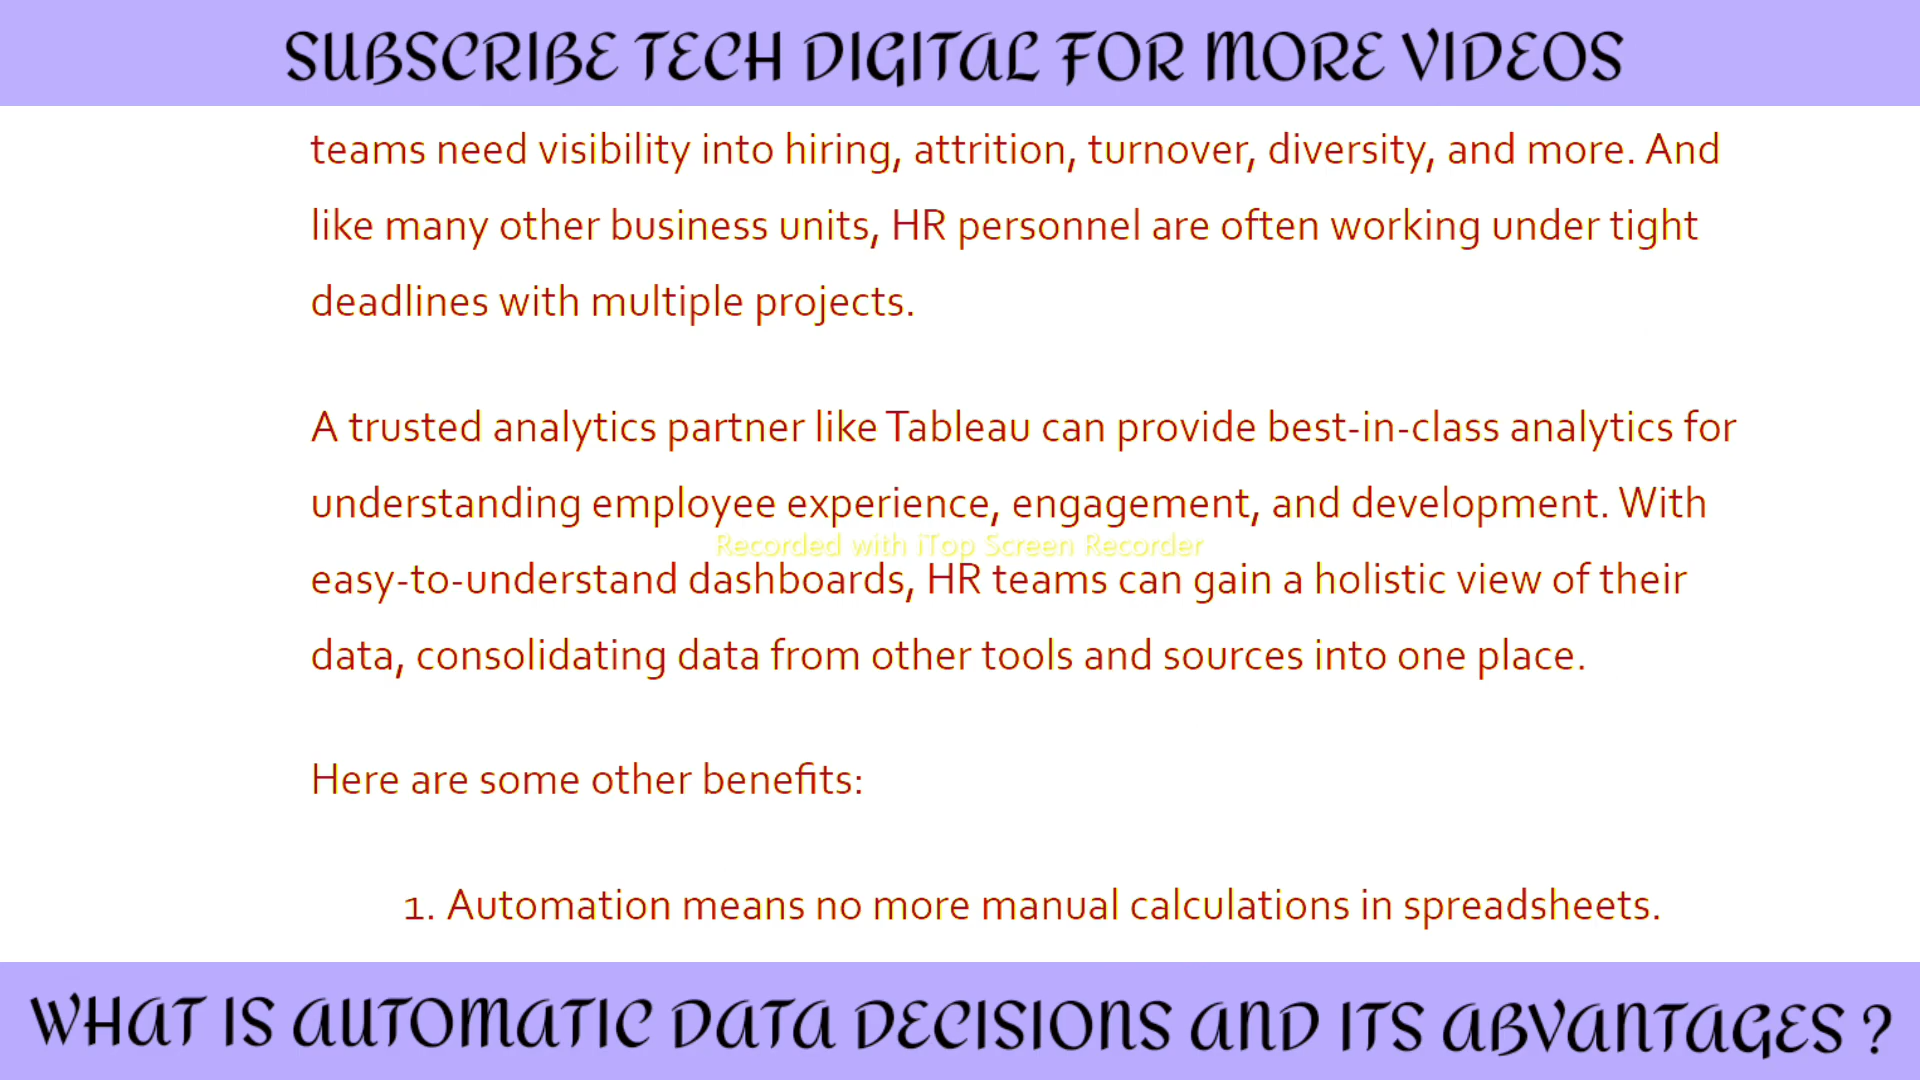 SUBSCRIBE TECH DIGITAL FOR MORE VIDEOS
teams need visibility into hiring, attrition, turnover, diversity, and more. And
like many other business units, HR personnel are often working under tight
deadlines with multiple projects.
A trusted analytics partner like Tableau can provide best-in-class analytics for
understanding employee experience, engagement, and development. With
Recorded with iTop Screen Recorder
easy-to-understand dashboards, HR teams can gain a holistic view of their
data, consolidating data from other tools and sources into one place.
Here are some other benefits:
1. Automation means no more manual calculations in spreadsheets.
WHAT IS AUTOMATIC DATA DECISIONS AND ITS ABVANTAGES ?